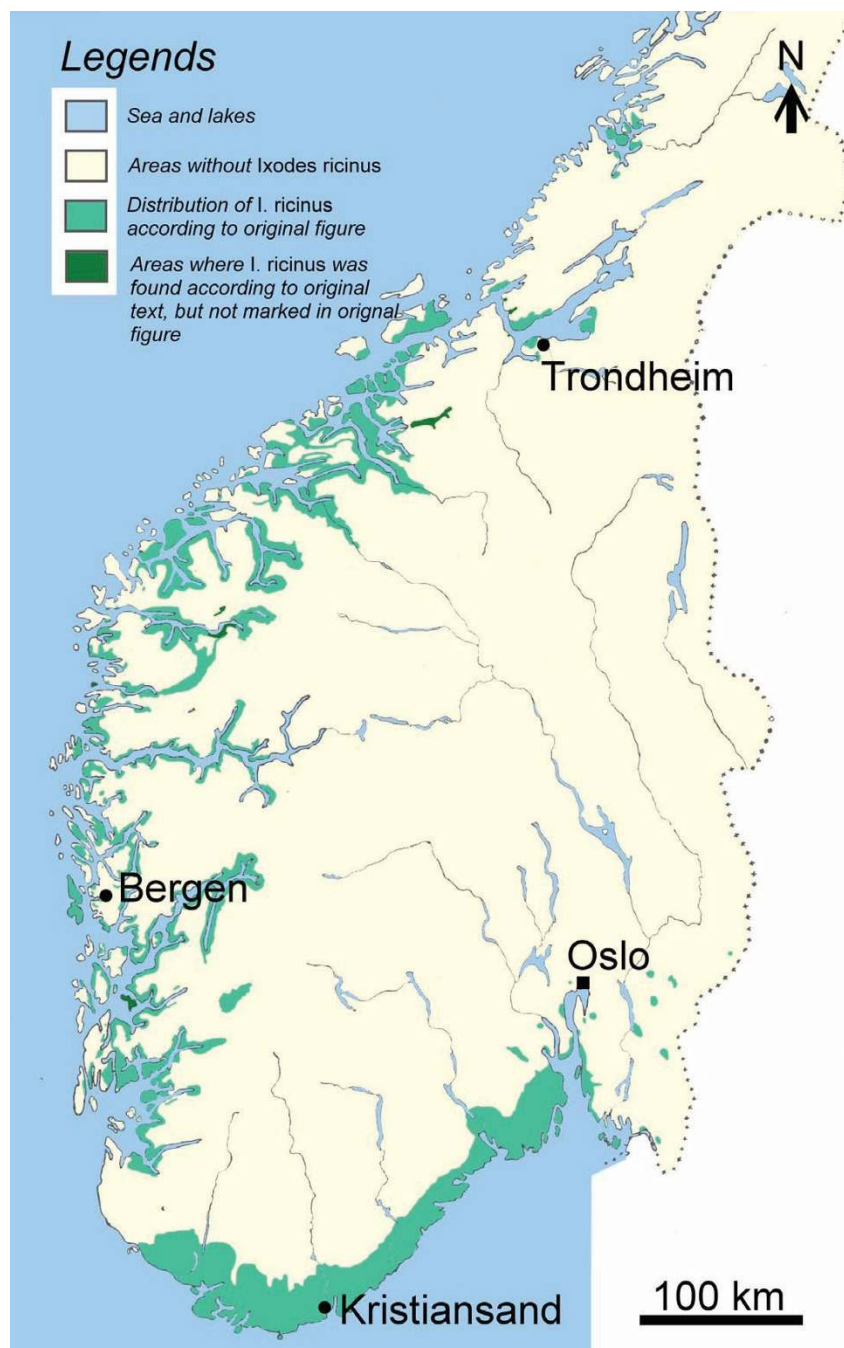 Legends
Sea and lakes
Areas without Ixodes ricinus
Distribution of I. ricinus
according to original figure
Areas where I. ricinus was
found according to original
text, but not marked in orignal
figure
N
Trondheim
Bergen
Oslo
Kristiansand
100 km